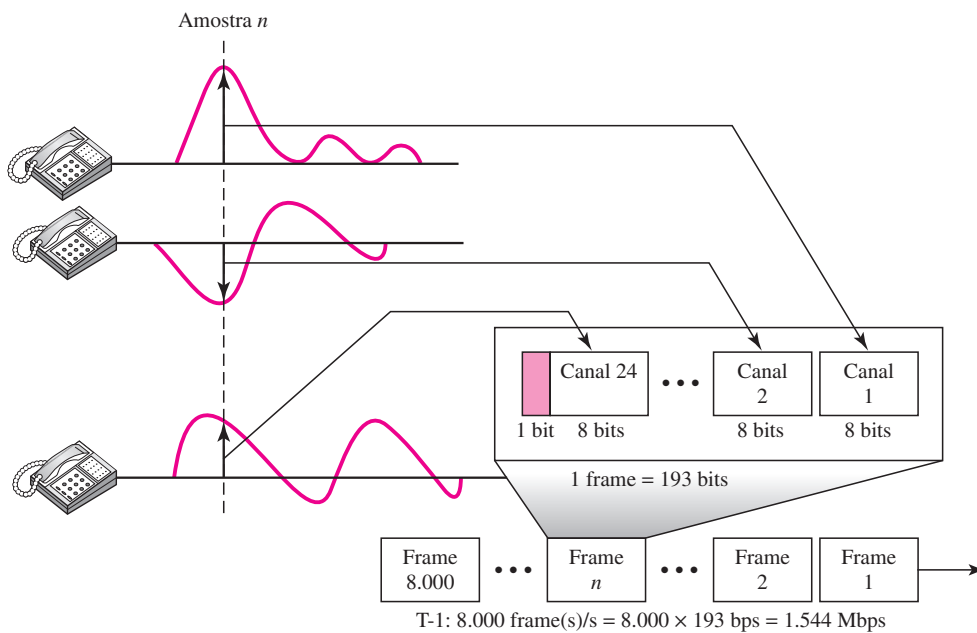 Amostra n
Canal 24
Canal
2
Canal
1
1 bit
8 bits
8 bits
8 bits
1 frame = 193 bits
Frame
8.000
Frame
n
Frame
2
Frame
1
T-1: 8.000 frame(s)/s = 8.000 × 193 bps = 1.544 Mbps